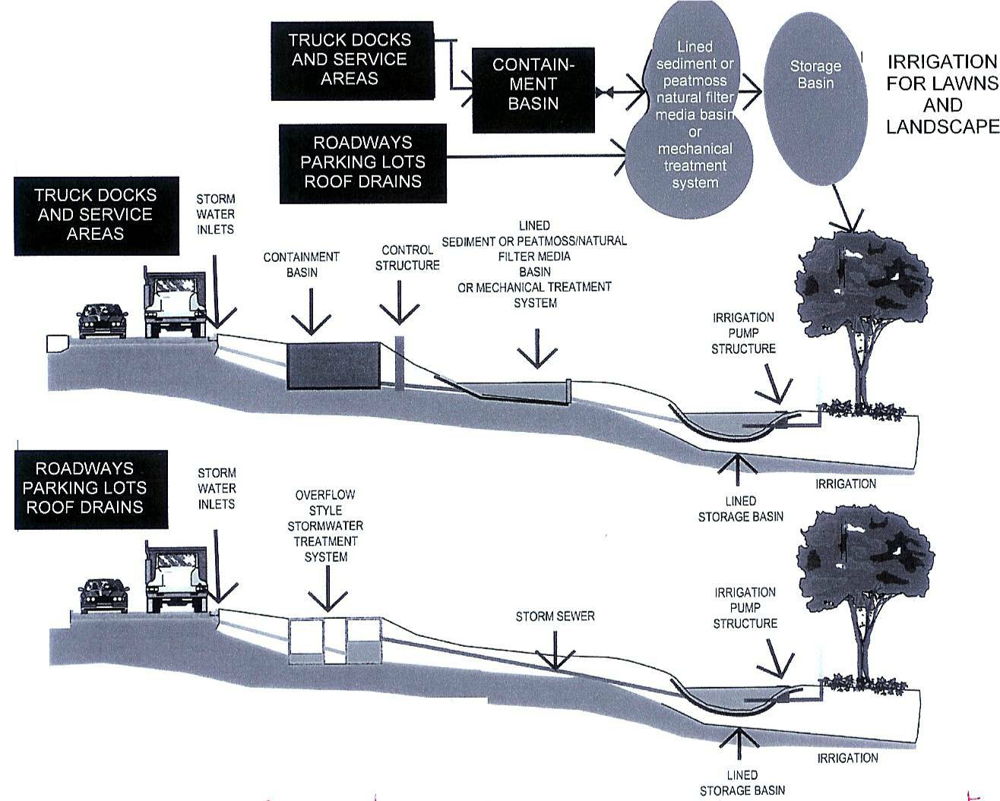 TRUCK DOCKS
AND SERVICE
AREAS
CONTAIN-
MENT
BASIN
Lined
sediment or
peatmoss
natural filter
media basin
or
mechanical
treatment
system
Storage
Basin
IRRIGATION
FOR LAWNS
AND
LANDSCAPE
ROADWAYS
PARKING LOTS
ROOF DRAINS
TRUCK DOCKS
AND SERVICE
AREAS
STORM
WATER
INLETS
CONTAINMENT
BASIN
CONTROL
STRUCTURE
LINED
SEDIMENT OR PEATMOSS/NATURAL
FILTER MEDIA
BASIN
OR MECHANICAL TREATMENT
SYSTEM
IRRIGATION
PUMP
STRUCTURE
LINED
STORAGE BASIN
IRRIGATION
ROADWAYS
PARKING LOTS
ROOF DRAINS
STORM
WATER
INLETS
OVERFLOW
STYLE
STORMWATER
TREATMENT
SYSTEM
STORM SEWER
IRRIGATION
PUMP
STRUCTURE
LINED
STORAGE BASIN
IRRIGATION